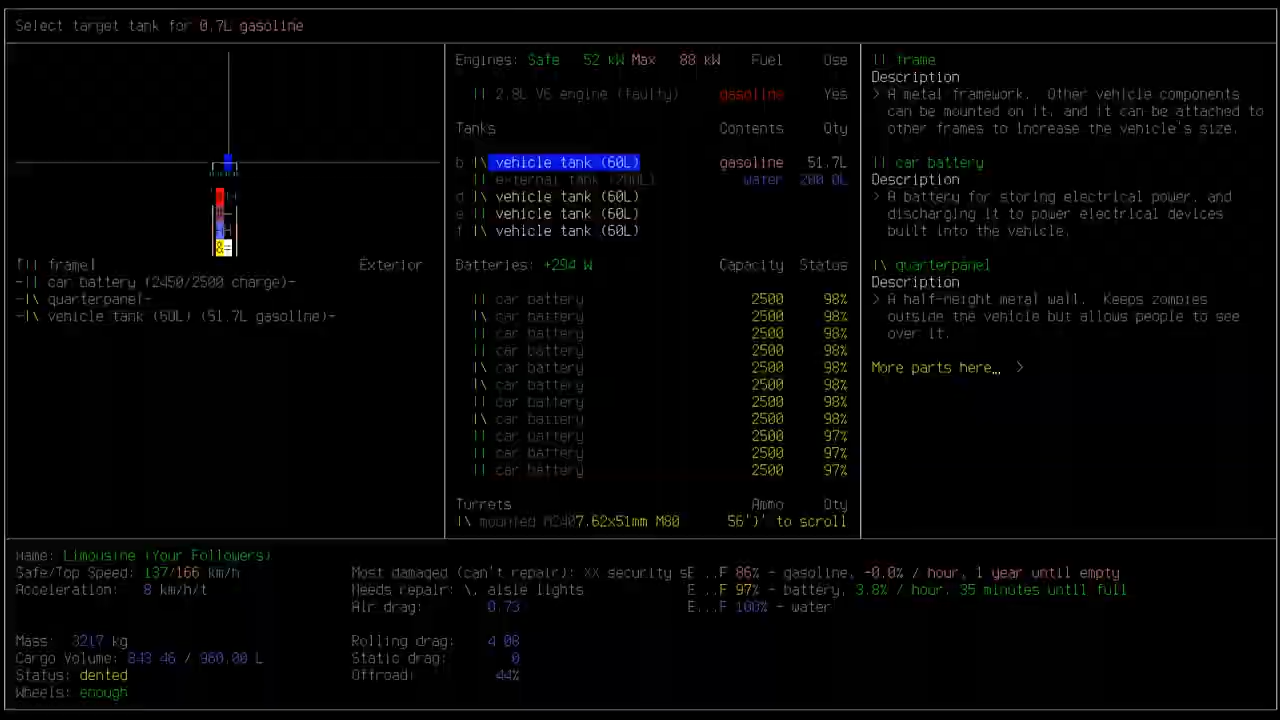 Select target tank for 0.7L gasoline
[|| frame] Exterior
-|| car battery (2450/2500 charge)-
-|\ quarterpanel-
-|\ vehicle tank (60L) (51.7L gasoline)-
Engines: Safe 52 kW Max 88 kW Fuel Use
|| 2.8L V6 engine (faulty) gasoline Yes
Tanks Contents Qty
b |\ vehicle tank (60L) gasoline 51.7L
|| external tank (200L) water 200.0L
d |\ vehicle tank (60L)
e |\ vehicle tank (60L)
f |\ vehicle tank (60L)
Batteries: +294 W Capacity Status
|| car battery 2500 98%
|\ car battery 2500 98%
|| car battery 2500 98%
|| car battery 2500 98%
|\ car battery 2500 98%
|\ car battery 2500 98%
|| car battery 2500 98%
|\ car battery 2500 98%
|| car battery 2500 97%
|| car battery 2500 97%
|| car battery 2500 97%
Turrets Ammo Qty
|\ mounted M2407.62x51mm M80 56')' to scroll
|| frame
Description
> A metal framework. Other vehicle components
can be mounted on it, and it can be attached to
other frames to increase the vehicle's size.
|| car battery
Description
> A battery for storing electrical power, and
discharging it to power electrical devices
built into the vehicle.
|\ quarterpanel
Description
> A half-height metal wall. Keeps zombies
outside the vehicle but allows people to see
over it.
More parts here… >
Name: Limousine (Your Followers)
Safe/Top Speed: 137/166 km/h
Acceleration: 8 km/h/t
Mass: 3217 kg
Cargo Volume: 843.46 / 980.00 L
Status: dented
Wheels: enough
Most damaged (can't repair): XX security s
Needs repair: \. aisle lights
Air drag: 0.73
Rolling drag: 4.08
Static drag: 0
Offroad: 44%
E...F 86% - gasoline, -0.0% / hour, 1 year until empty
E...F 97% - battery, 3.8% / hour, 35 minutes until full
E...F 100% - water